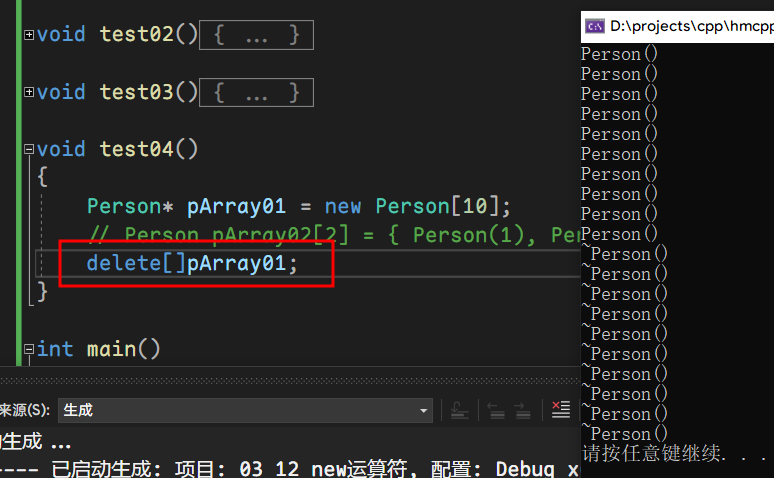 void test02(){ ... }
void test03(){ ... }
void test04()
{
Person* pArray01 = new Person[10];
// Person pArray02[2] = { Person(1), Per
delete[]pArray01;
}
int main()
来源(S): 生成
生成 ...
---- 已启动生成: 项目: 03 12 new运算符, 配置: Debug x
D:\projects\cpp\hmcpp
Person()
Person()
Person()
Person()
Person()
Person()
Person()
Person()
Person()
Person()
~Person()
~Person()
~Person()
~Person()
~Person()
~Person()
~Person()
~Person()
~Person()
~Person()
请按任意键继续. . .